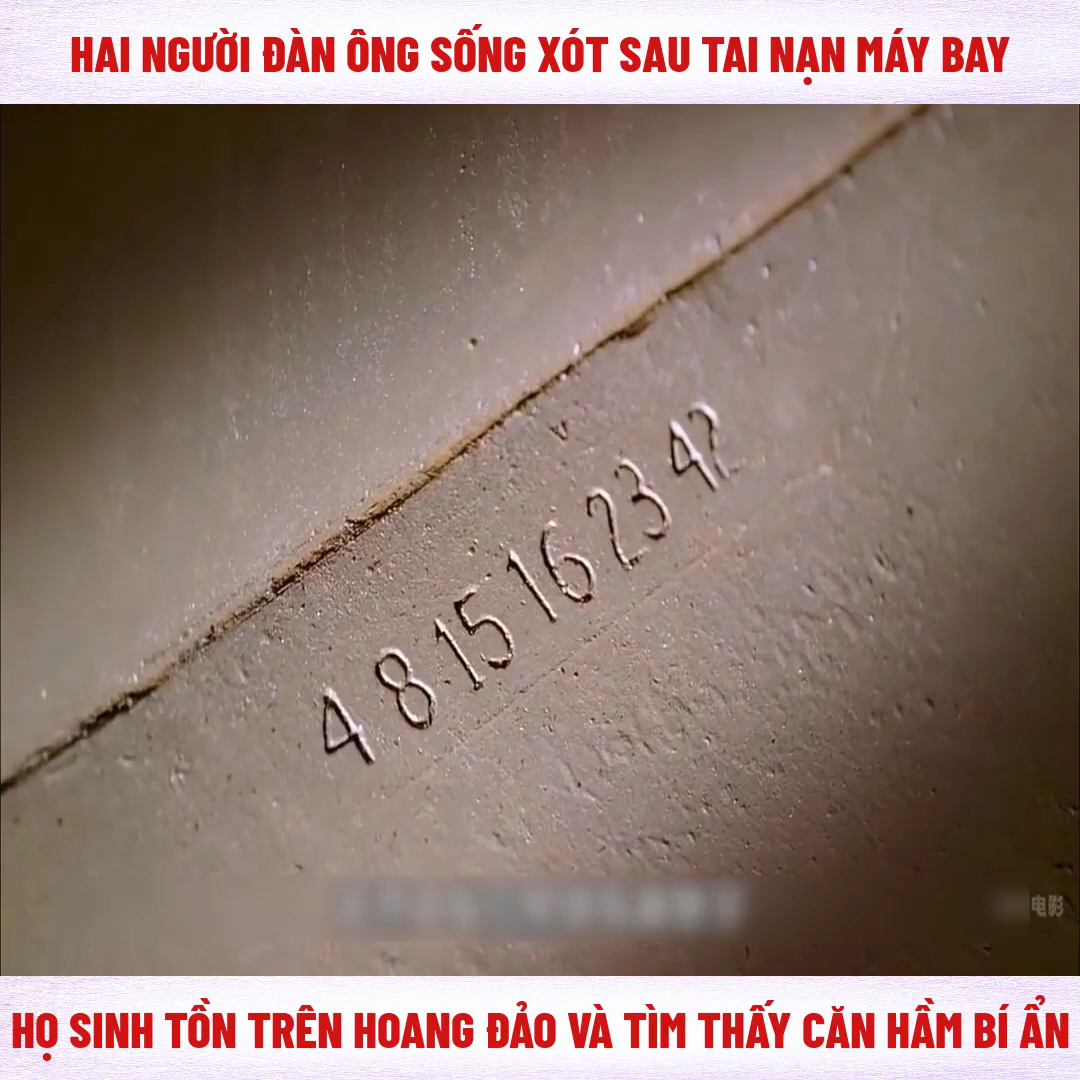 HAI NGƯỜI ĐÀN ÔNG SỐNG XÓT SAU TAI NẠN MÁY BAY
4 8 15 16 23 42
电影
HỌ SINH TỒN TRÊN HOANG ĐẢO VÀ TÌM THẤY CĂN HẦM BÍ ẨN